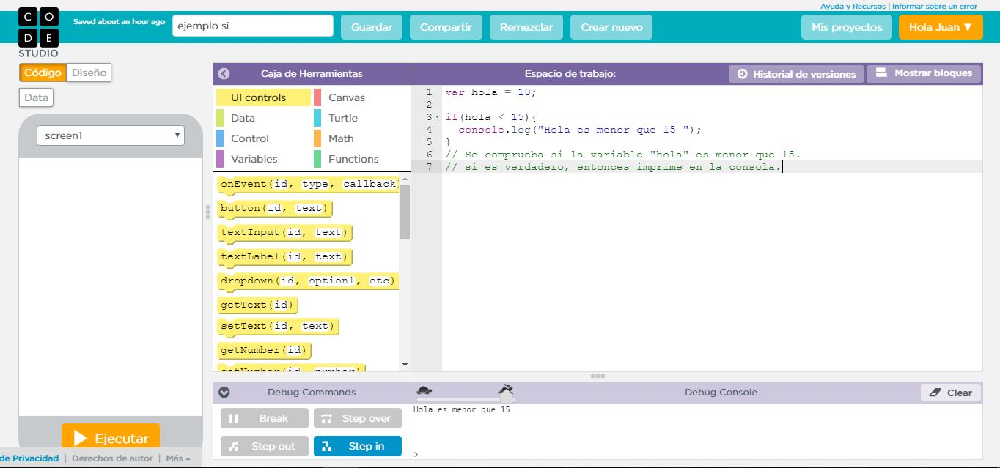 Ayuda y Recursos | Informar sobre un error
C O
D E
STUDIO
Saved about an hour ago
ejemplo si
Guardar
Compartir
Remezclar
Crear nuevo
Mis proyectos
Hola Juan ▼
Código
Diseño
Data
screen1
Ejecutar
Caja de Herramientas
UI controls
Canvas
Data
Turtle
Control
Math
Variables
Functions
onEvent(id, type, callback
button(id, text)
textInput(id, text)
textLabel(id, text)
dropdown(id, option1, etc)
getText(id)
setText(id, text)
getNumber(id)
setNumber(id, number)
Espacio de trabajo:
Historial de versiones
Mostrar bloques
1 var hola = 10;
2
3 if(hola < 15){
4 console.log("Hola es menor que 15 ");
5 }
6 // Se comprueba si la variable "hola" es menor que 15.
7 // si es verdadero, entonces imprime en la consola.
Debug Commands
Break
Step over
Step out
Step in
Debug Console
Clear
Hola es menor que 15
>
de Privacidad | Derechos de autor | Más